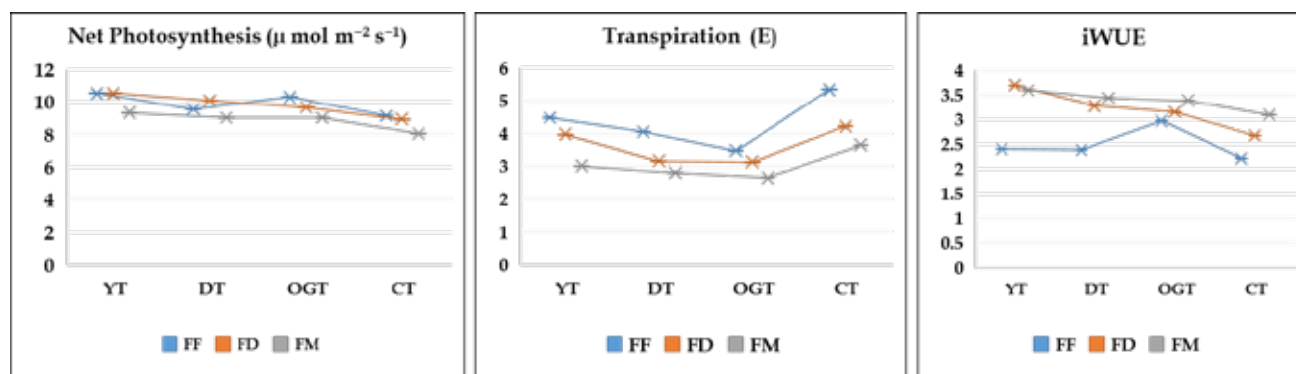 Net Photosynthesis (μ mol m⁻² s⁻¹)
12
10
8
6
4
2
0
YT DT OGT CT
FF FD FM
Transpiration (E)
6
5
4
3
2
1
0
YT DT OGT CT
FF FD FM
iWUE
4
3.5
3
2.5
2
1.5
1
0.5
0
YT DT OGT CT
FF FD FM